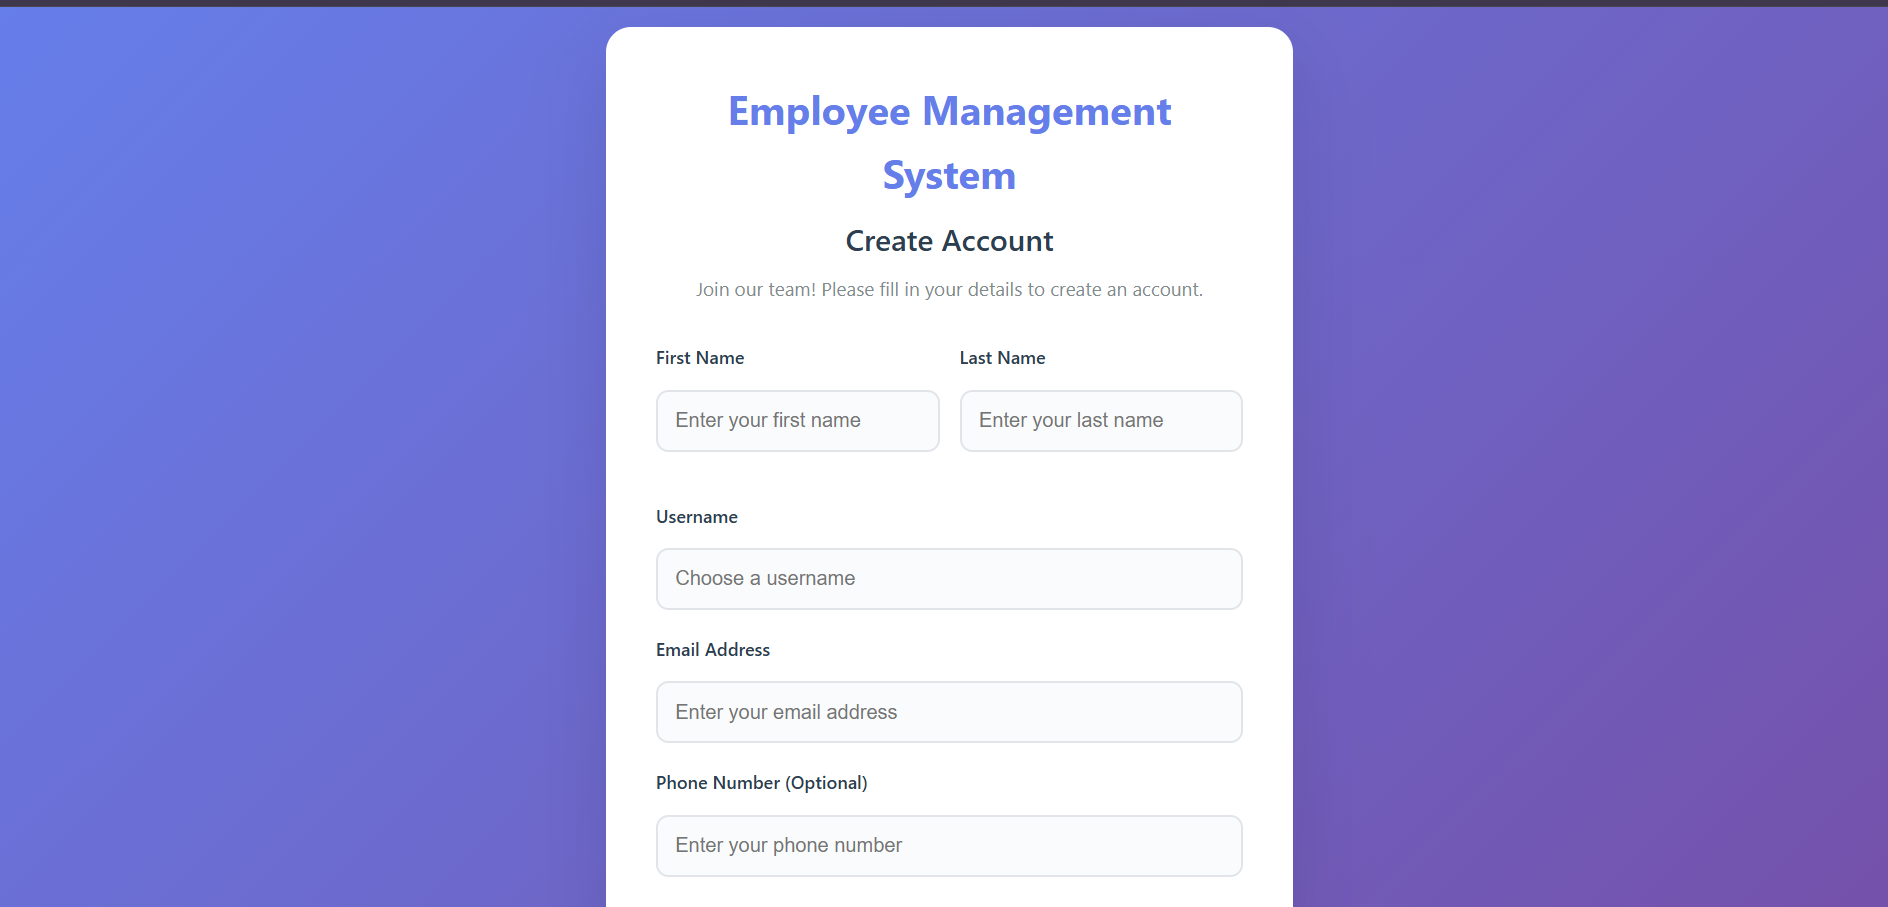 Employee Management
System
Create Account
Join our team! Please fill in your details to create an account.
First Name
Last Name
Enter your first name
Enter your last name
Username
Choose a username
Email Address
Enter your email address
Phone Number (Optional)
Enter your phone number